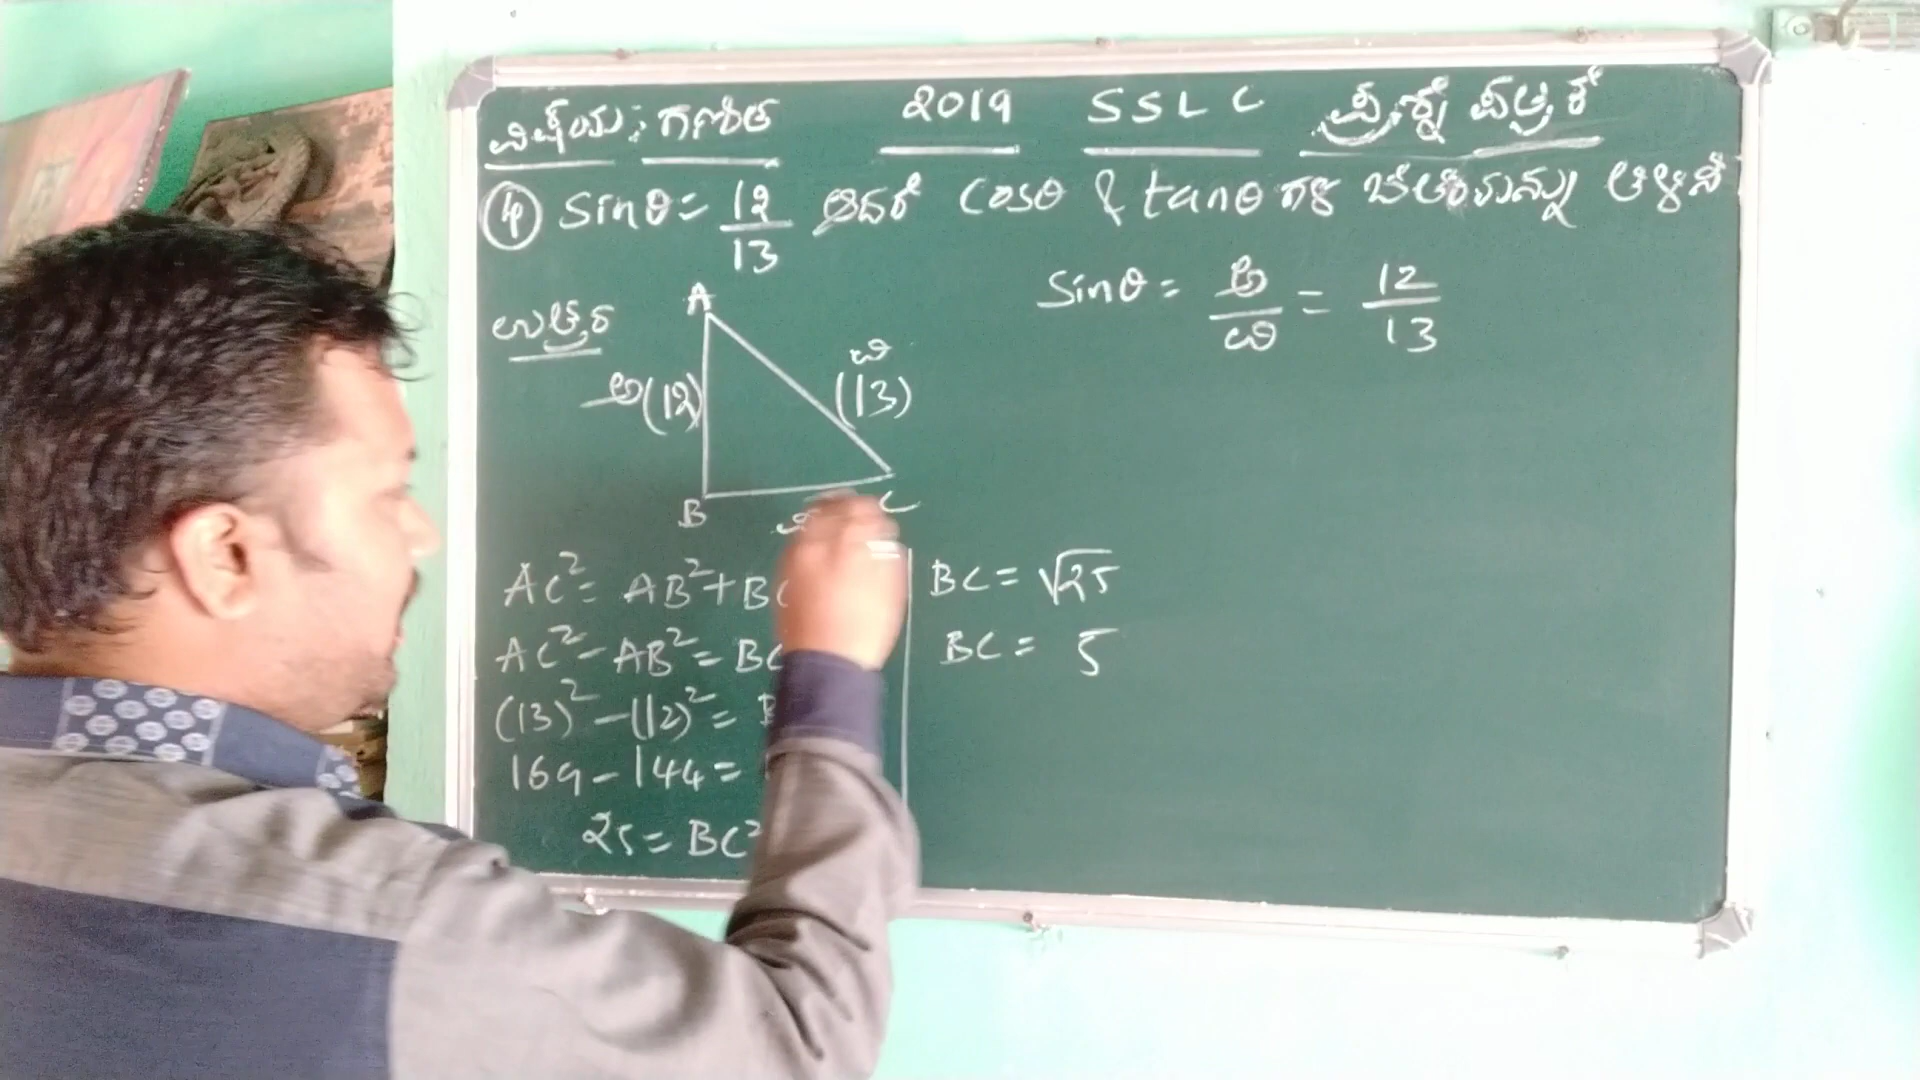 ವಿಷಯ: ಗಣಿತ 2019 SSLC ಪ್ರಶ್ನೆ ಪತ್ರಿಕೆ
④ Sinθ = 12/13 ಆದರೆ cosθ & tanθ ಗಳ ಬೆಲೆಯನ್ನು
ಉತ್ತರ
A
ಅ(12)
ವಿ
(13)
B
C
Sinθ = ಅ/ವಿ = 12/13
AC² = AB² + BC
AC² - AB² = BC
(13)² - (12)² = B
169 - 144 =
25 = BC²
BC = √25
BC = 5